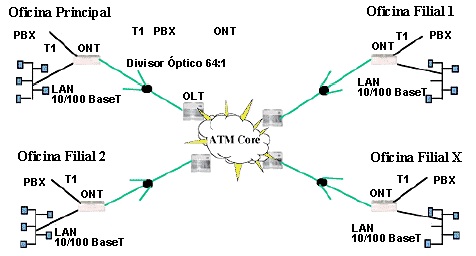 Oficina Principal
PBX
T1
ONT
LAN
10/100 BaseT
T1 PBX ONT
Divisor Óptico 64:1
OLT
ATM Core
Oficina Filial 1
T1
PBX
ONT
LAN
10/100 BaseT
Oficina Filial 2
PBX
T1
ONT
LAN
10/100 BaseT
Oficina Filial X
T1
PBX
ONT
LAN
10/100 BaseT